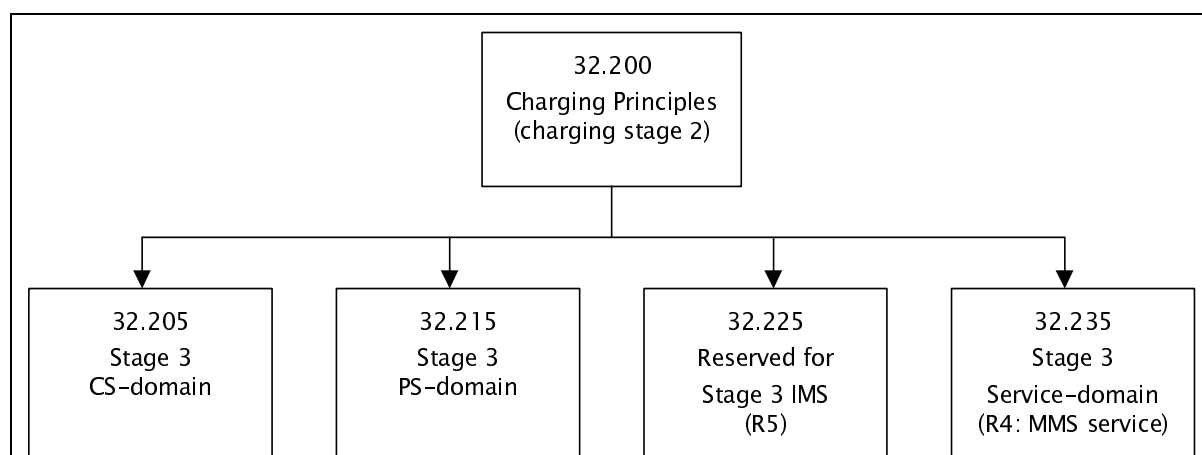 32.200
Charging Principles
(charging stage 2)
32.205
Stage 3
CS-domain
32.215
Stage 3
PS-domain
32.225
Reserved for
Stage 3 IMS
(R5)
32.235
Stage 3
Service-domain
(R4: MMS service)